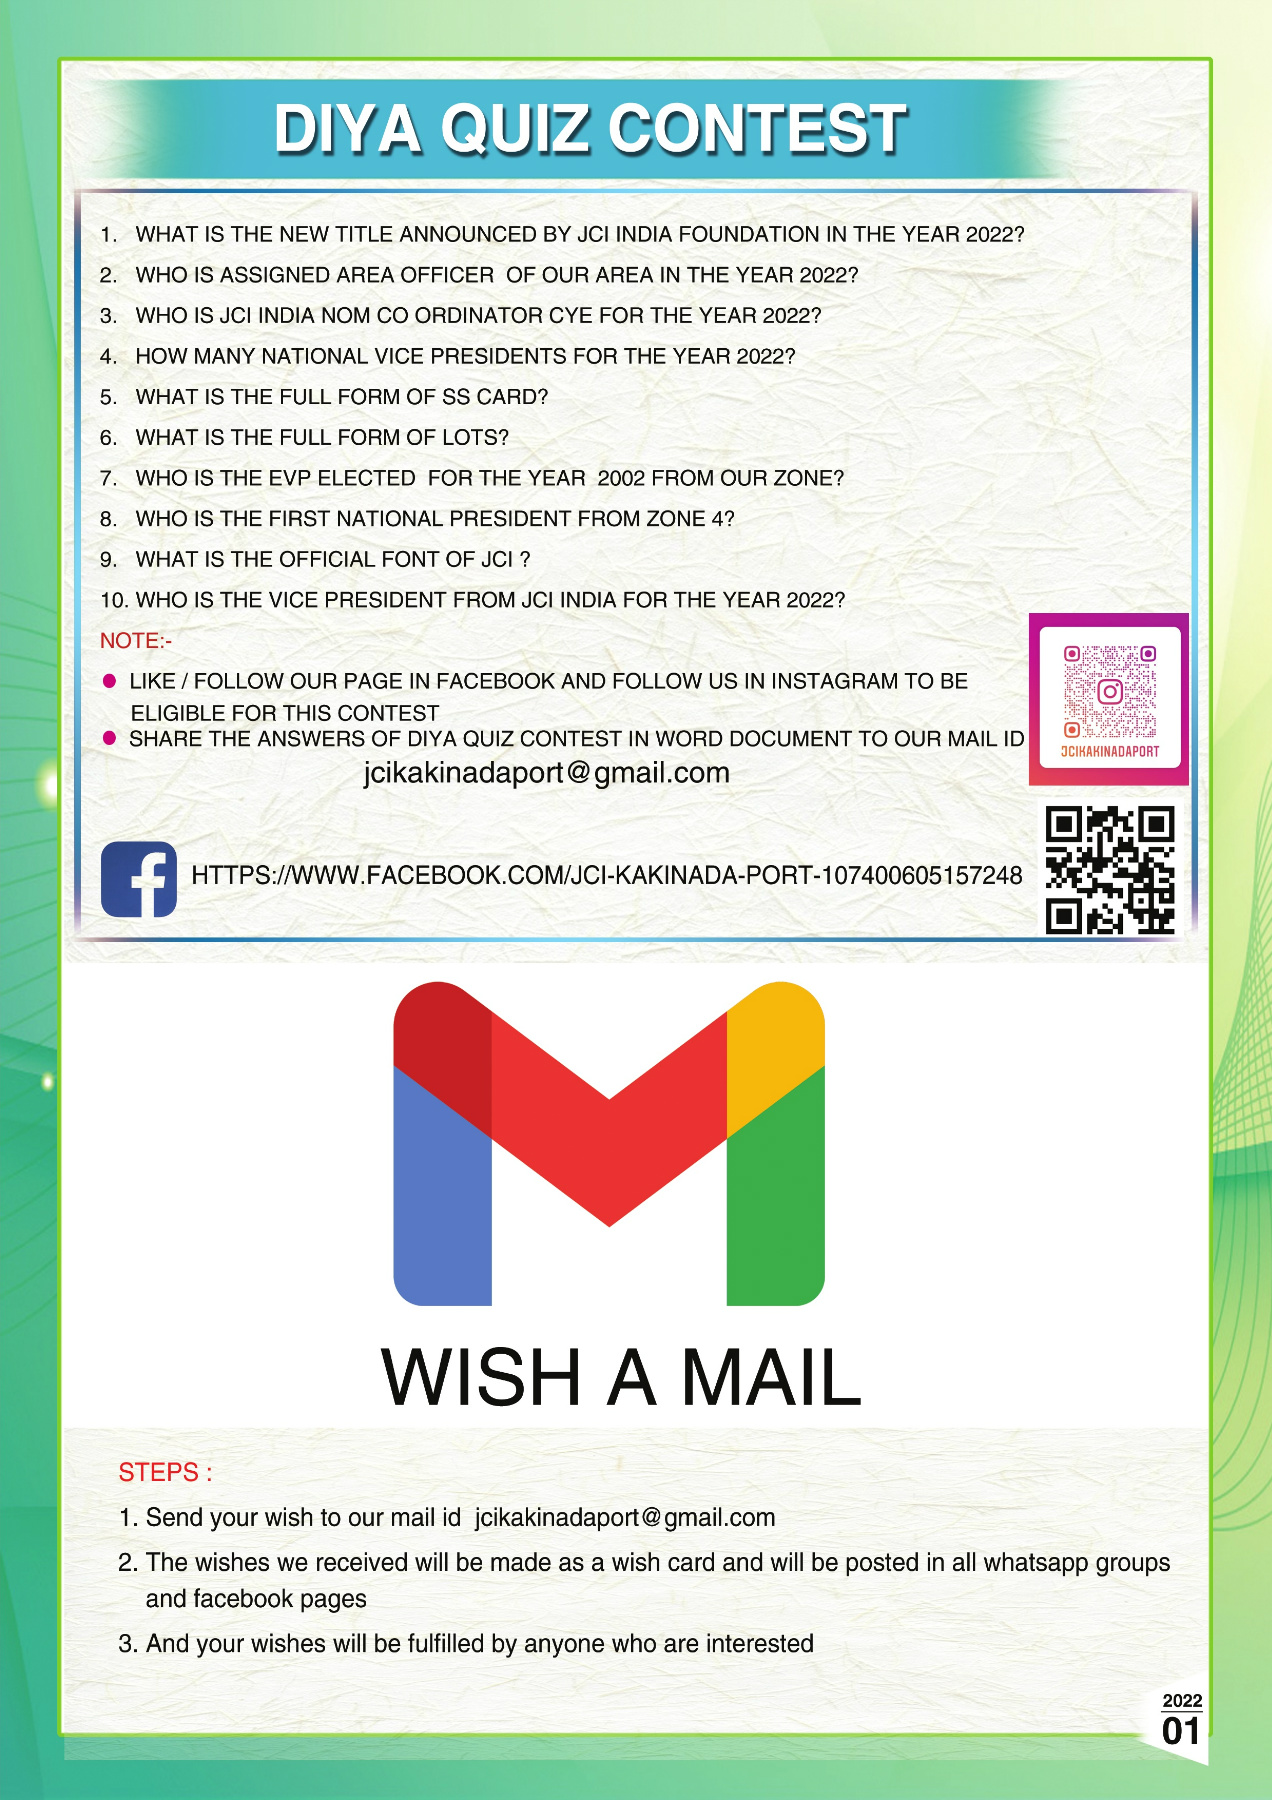 DIYA QUIZ CONTEST
1. WHAT IS THE NEW TITLE ANNOUNCED BY JCI INDIA FOUNDATION IN THE YEAR 2022?
2. WHO IS ASSIGNED AREA OFFICER OF OUR AREA IN THE YEAR 2022?
3. WHO IS JCI INDIA NOM CO ORDINATOR CYE FOR THE YEAR 2022?
4. HOW MANY NATIONAL VICE PRESIDENTS FOR THE YEAR 2022?
5. WHAT IS THE FULL FORM OF SS CARD?
6. WHAT IS THE FULL FORM OF LOTS?
7. WHO IS THE EVP ELECTED FOR THE YEAR 2002 FROM OUR ZONE?
8. WHO IS THE FIRST NATIONAL PRESIDENT FROM ZONE 4?
9. WHAT IS THE OFFICIAL FONT OF JCI ?
10. WHO IS THE VICE PRESIDENT FROM JCI INDIA FOR THE YEAR 2022?
NOTE:-
● LIKE / FOLLOW OUR PAGE IN FACEBOOK AND FOLLOW US IN INSTAGRAM TO BE
ELIGIBLE FOR THIS CONTEST
● SHARE THE ANSWERS OF DIYA QUIZ CONTEST IN WORD DOCUMENT TO OUR MAIL ID
jcikakinadaport@gmail.com
JCIKAKINADAPORT
HTTPS://WWW.FACEBOOK.COM/JCI-KAKINADA-PORT-107400605157248
WISH A MAIL
STEPS :
1. Send your wish to our mail id jcikakinadaport@gmail.com
2. The wishes we received will be made as a wish card and will be posted in all whatsapp groups
and facebook pages
3. And your wishes will be fulfilled by anyone who are interested
2022
01